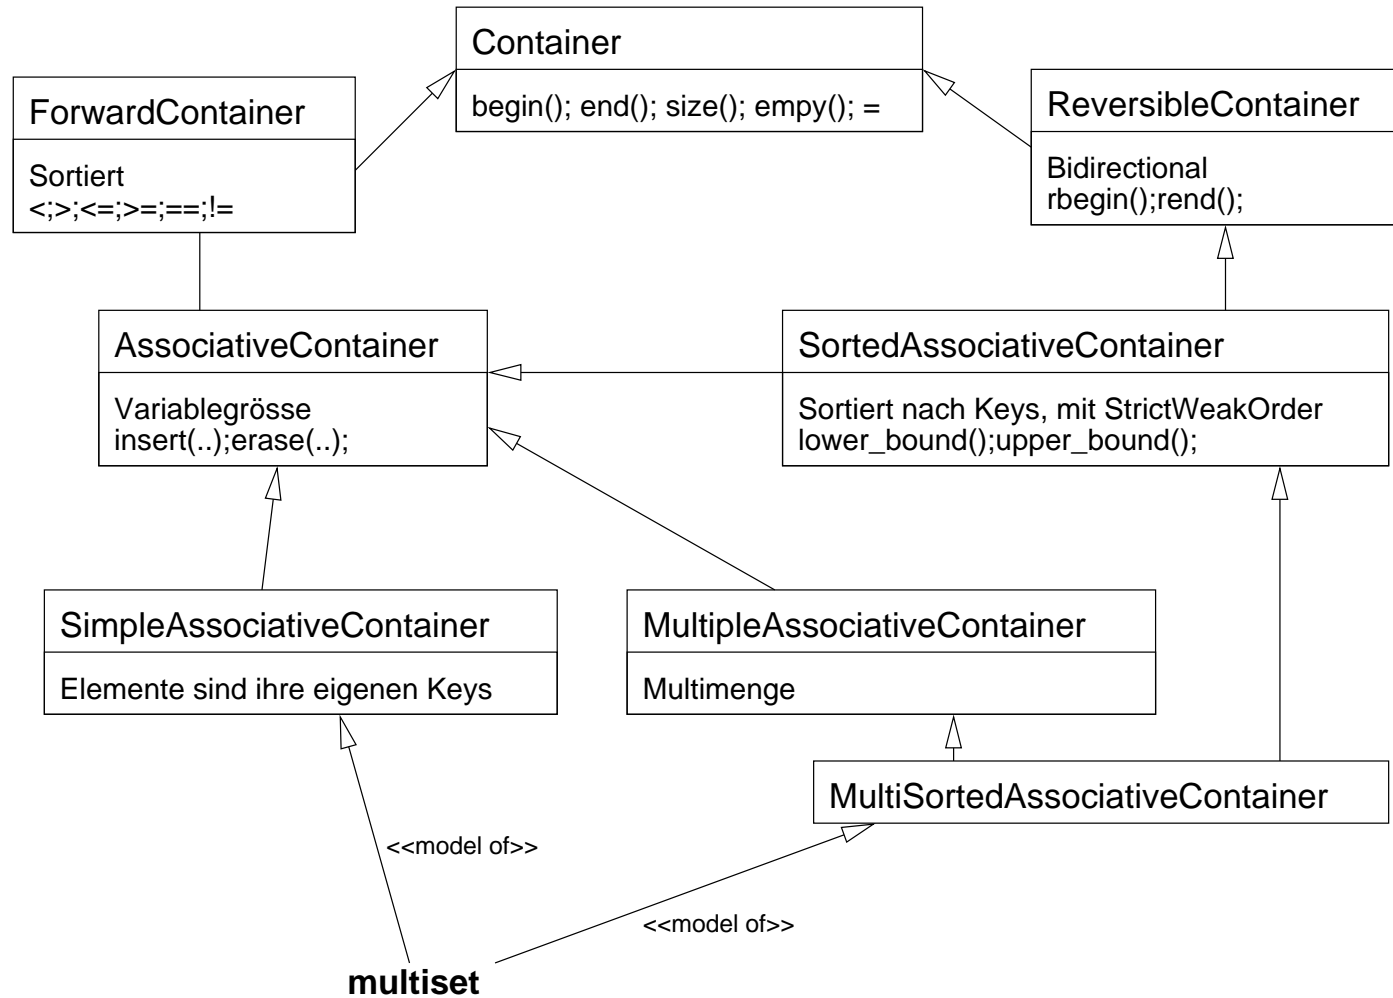 Container
begin(); end(); size(); empy(); =
ForwardContainer
Sortiert
<;>;<=;>=;==;!=
ReversibleContainer
Bidirectional
rbegin();rend();
AssociativeContainer
Variablegrösse
insert(..);erase(..);
SortedAssociativeContainer
Sortiert nach Keys, mit StrictWeakOrder
lower_bound();upper_bound();
SimpleAssociativeContainer
Elemente sind ihre eigenen Keys
MultipleAssociativeContainer
Multimenge
MultiSortedAssociativeContainer
<<model of>>
<<model of>>
multiset